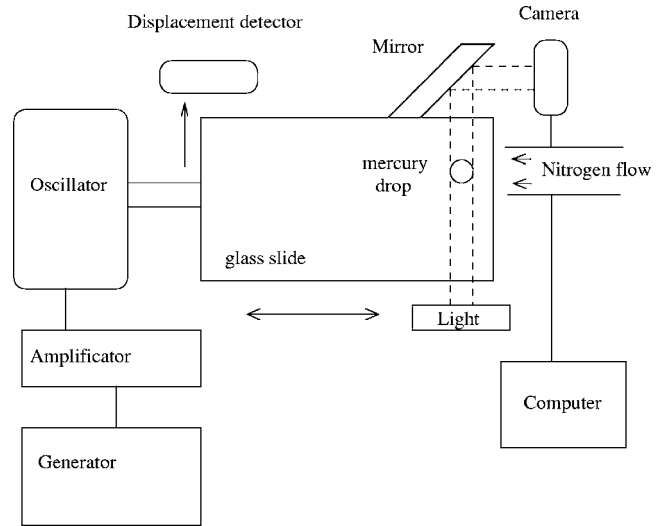 Camera
Displacement detector
Mirror
Oscillator
mercury
drop
Nitrogen flow
glass slide
Light
Amplificator
Computer
Generator